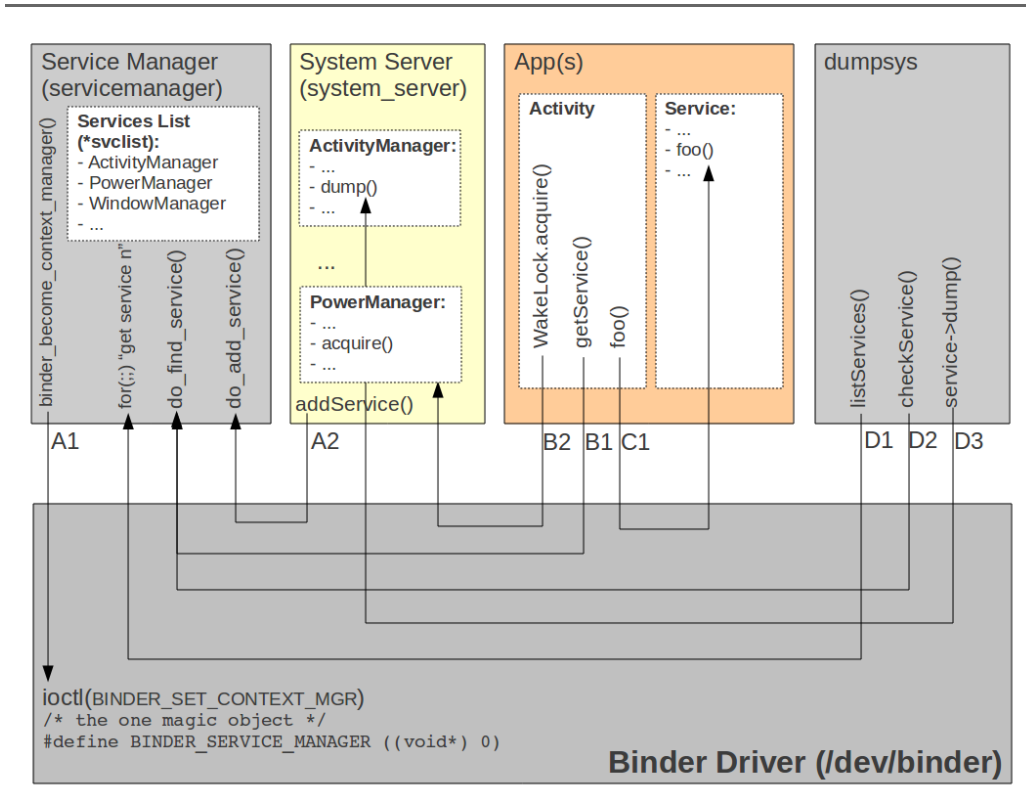 Service Manager
(servicemanager)
binder_become_context_manager()
Services List
(*svclist):
- ActivityManager
- PowerManager
- WindowManager
- ...
for(;;) “get service n”
do_find_service()
do_add_service()
A1
System Server
(system_server)
ActivityManager:
- ...
- dump()
- ...
...
PowerManager:
- ...
- acquire()
- ...
addService()
A2
App(s)
Activity
WakeLock.acquire()
getService()
foo()
Service:
- ...
- foo()
- ...
B2
B1
C1
dumpsys
listServices()
checkService()
service->dump()
D1
D2
D3
ioctl(BINDER_SET_CONTEXT_MGR)
/* the one magic object */
#define BINDER_SERVICE_MANAGER ((void*) 0)
Binder Driver (/dev/binder)